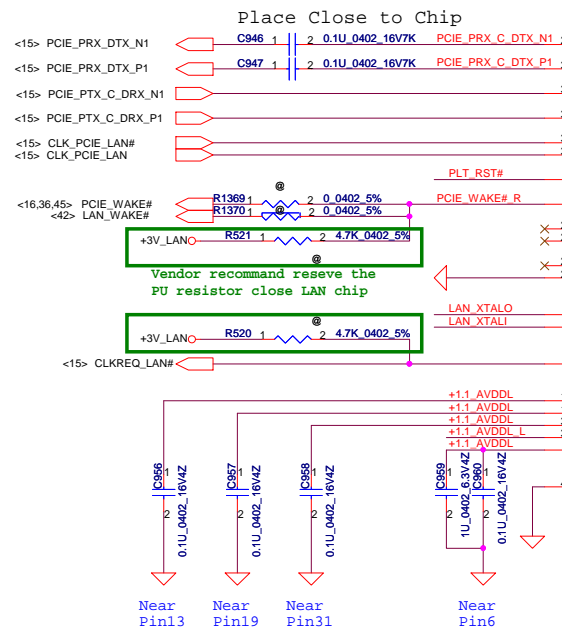 Place Close to Chip
<15> PCIE_PRX_DTX_N1 C946 1 2 0.1U_0402_16V7K PCIE_PRX_C_DTX_N1
<15> PCIE_PRX_DTX_P1 C947 1 2 0.1U_0402_16V7K PCIE_PRX_C_DTX_P1
<15> PCIE_PTX_C_DRX_N1
<15> PCIE_PTX_C_DRX_P1
<15> CLK_PCIE_LAN#
<15> CLK_PCIE_LAN
PLT_RST#
@
<16,36,45> PCIE_WAKE# R1369 1 2 0_0402_5% PCIE_WAKE#_R
@
<42> LAN_WAKE# R1370 1 2 0_0402_5%
+3V_LAN R521 1 2 4.7K_0402_5%
@
Vendor recommand reseve the
PU resistor close LAN chip
LAN_XTALO
LAN_XTALI
@
+3V_LAN R520 1 2 4.7K_0402_5%
<15> CLKREQ_LAN#
+1.1_AVDDL
+1.1_AVDDL
+1.1_AVDDL
+1.1_AVDDL_L
+1.1_AVDDL
C956 1 2 0.1U_0402_16V4Z
C957 1 2 0.1U_0402_16V4Z
C958 1 2 0.1U_0402_16V4Z
C959 1 2 1U_0402_6.3V4Z
C960 1 2 0.1U_0402_16V4Z
Near Pin13
Near Pin19
Near Pin31
Near Pin6